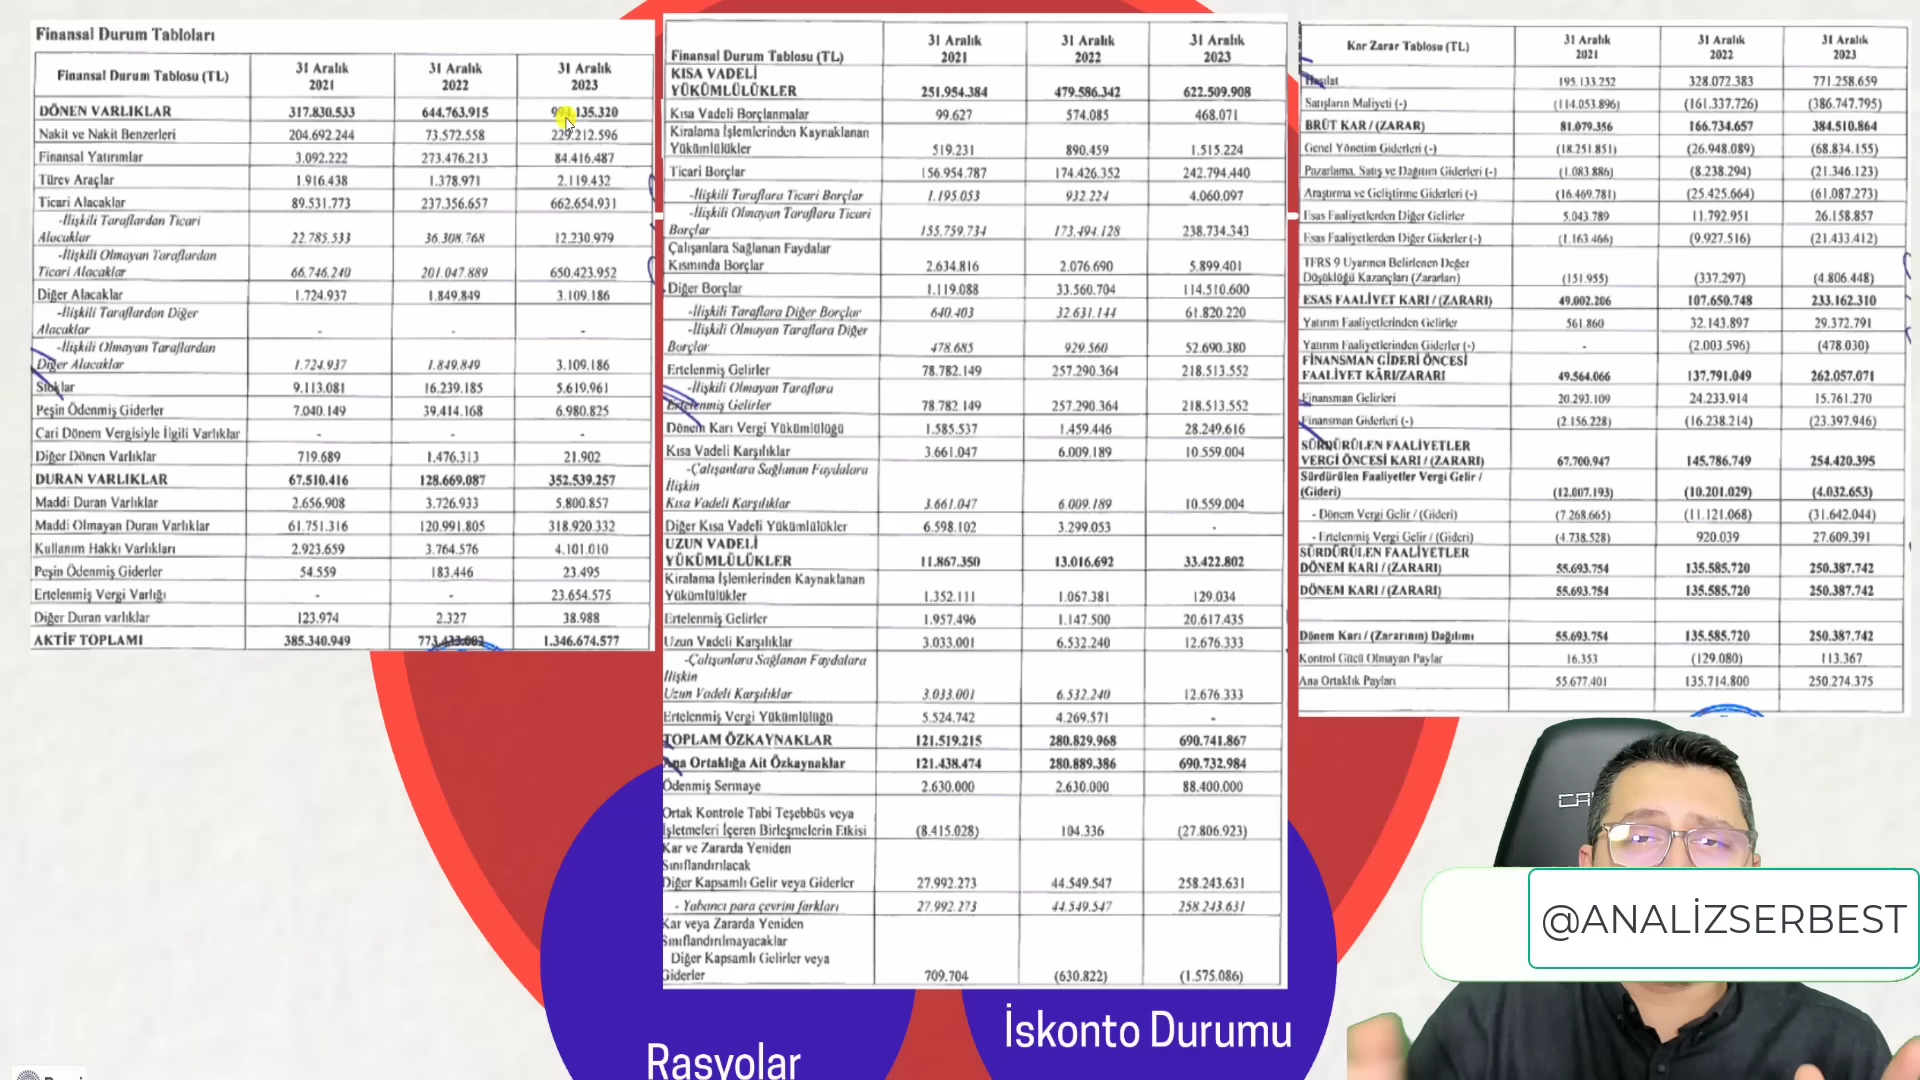 Finansal Durum Tabloları
Finansal Durum Tablosu (TL) 31 Aralık 2021 31 Aralık 2022 31 Aralık 2023
DÖNEN VARLIKLAR 317.830.533 644.763.915 135.320
Nakit ve Nakit Benzerleri 204.692.244 73.572.558 229.212.596
Finansal Yatırımlar 3.092.222 273.476.213 84.416.487
Türev Araçlar 1.916.438 1.378.971 2.119.432
Ticari Alacaklar 89.531.773 237.356.657 662.654.931
-İlişkili Taraflardan Ticari
Alacaklar 22.785.533 36.308.768 12.230.979
-İlişkili Olmayan Taraflardan
Ticari Alacaklar 66.746.240 201.047.889 650.423.952
Diğer Alacaklar 1.724.937 1.849.849 3.109.186
-İlişkili Taraflardan Diğer
Alacaklar - - -
-İlişkili Olmayan Taraflardan
Diğer Alacaklar 1.724.937 1.849.849 3.109.186
Stoklar 9.113.081 16.239.185 5.619.961
Peşin Ödenmiş Giderler 7.040.149 39.414.168 6.980.825
Cari Dönem Vergisiyle İlgili Varlıklar - - -
Diğer Dönen Varlıklar 719.689 1.476.313 21.902
DURAN VARLIKLAR 67.510.416 128.669.087 352.539.257
Maddi Duran Varlıklar 2.656.908 3.726.933 5.800.857
Maddi Olmayan Duran Varlıklar 61.751.316 120.991.805 318.920.332
Kullanım Hakkı Varlıkları 2.923.659 3.764.576 4.101.010
Peşin Ödenmiş Giderler 54.559 183.446 23.495
Ertelenmiş Vergi Varlığı - - 23.654.575
Diğer Duran varlıklar 123.974 2.327 38.988
AKTİF TOPLAMI 385.340.949 773.433.002 1.346.674.577
Finansal Durum Tablosu (TL) 31 Aralık 2021 31 Aralık 2022 31 Aralık 2023
KISA VADELİ
YÜKÜMLÜLÜKLER 251.954.384 479.586.342 622.509.908
Kısa Vadeli Borçlanmalar 99.627 574.085 468.071
Kiralama İşlemlerinden Kaynaklanan
Yükümlülükler 519.231 890.459 1.515.224
Ticari Borçlar 156.954.787 174.426.352 242.794.440
-İlişkili Taraflara Ticari Borçlar 1.195.053 932.224 4.060.097
-İlişkili Olmayan Taraflara Ticari
Borçlar 155.759.734 173.494.128 238.734.343
Çalışanlara Sağlanan Faydalar
Kısmında Borçlar 2.634.816 2.076.690 5.899.401
Diğer Borçlar 1.119.088 33.560.704 114.510.600
-İlişkili Taraflara Diğer Borçlar 640.403 32.631.144 61.820.220
-İlişkili Olmayan Taraflara Diğer
Borçlar 478.685 929.560 52.690.380
Ertelenmiş Gelirler 78.782.149 257.290.364 218.513.552
-İlişkili Olmayan Taraflara
Ertelenmiş Gelirler 78.782.149 257.290.364 218.513.552
Dönem Karı Vergi Yükümlülüğü 1.585.537 1.459.446 28.249.616
Kısa Vadeli Karşılıklar 3.661.047 6.009.189 10.559.004
-Çalışanlara Sağlanan Faydalara
İlişkin
Kısa Vadeli Karşılıklar 3.661.047 6.009.189 10.559.004
Diğer Kısa Vadeli Yükümlülükler 6.598.102 3.299.053 -
UZUN VADELİ
YÜKÜMLÜLÜKLER 11.867.350 13.016.692 33.422.802
Kiralama İşlemlerinden Kaynaklanan
Yükümlülükler 1.352.111 1.067.381 129.034
Ertelenmiş Gelirler 1.957.496 1.147.500 20.617.435
Uzun Vadeli Karşılıklar 3.033.001 6.532.240 12.676.333
-Çalışanlara Sağlanan Faydalara
İlişkin
Uzun Vadeli Karşılıklar 3.033.001 6.532.240 12.676.333
Ertelenmiş Vergi Yükümlülüğü 5.524.742 4.269.571 -
TOPLAM ÖZKAYNAKLAR 121.519.215 280.829.968 690.741.867
Ana Ortaklığa Ait Özkaynaklar 121.438.474 280.889.386 690.732.984
Ödenmiş Sermaye 2.630.000 2.630.000 88.400.000
Ortak Kontrole Tabi Teşebbüs veya
İşletmeleri İçeren Birleşmelerin Etkisi (8.415.028) 104.336 (27.806.923)
Kar ve Zararda Yeniden
Sınıflandırılacak
Diğer Kapsamlı Gelir veya Giderler 27.992.273 44.549.547 258.243.631
- Yabancı para çevrim farkları 27.992.273 44.549.547 258.243.631
Kar veya Zararda Yeniden
Sınıflandırılmayacaklar
Diğer Kapsamlı Gelirler veya
Giderler 709.704 (630.822) (1.575.086)
Kar Zarar Tablosu (TL) 31 Aralık 2021 31 Aralık 2022 31 Aralık 2023
Hasılat 195.133.252 328.072.383 771.258.659
Satışların Maliyeti (-) (114.053.896) (161.337.726) (386.747.795)
BRÜT KAR / (ZARAR) 81.079.356 166.734.657 384.510.864
Genel Yönetim Giderleri (-) (18.251.851) (26.948.089) (68.834.155)
Pazarlama, Satış ve Dağıtım Giderleri (-) (1.083.886) (8.238.294) (21.346.123)
Araştırma ve Geliştirme Giderleri (-) (16.469.781) (25.425.664) (61.087.273)
Esas Faaliyetlerden Diğer Gelirler 5.043.789 11.792.951 26.158.857
Esas Faaliyetlerden Diğer Giderler (-) (1.163.466) (9.927.516) (21.433.412)
TFRS 9 Uyarınca Belirlenen Değer
Düşüklüğü Kazançları (Zararları) (151.955) (337.297) (4.806.448)
ESAS FAALİYET KARI / (ZARARI) 49.002.206 107.650.748 233.162.310
Yatırım Faaliyetlerinden Gelirler 561.860 32.143.897 29.372.791
Yatırım Faaliyetlerinden Giderler (-) - (2.003.596) (478.030)
FİNANSMAN GİDERİ ÖNCESİ
FAALİYET KÂRI/ZARARI 49.564.066 137.791.049 262.057.071
Finansman Gelirleri 20.293.109 24.233.914 15.761.270
Finansman Giderleri (-) (2.156.228) (16.238.214) (23.397.946)
SÜRDÜRÜLEN FAALİYETLER
VERGİ ÖNCESİ KARI / (ZARARI) 67.700.947 145.786.749 254.420.395
Sürdürülen Faaliyetler Vergi Gelir /
(Gideri) (12.007.193) (10.201.029) (4.032.653)
- Dönem Vergi Gelir / (Gideri) (7.268.665) (11.121.068) (31.642.044)
- Ertelenmiş Vergi Gelir / (Gideri) (4.738.528) 920.039 27.609.391
SÜRDÜRÜLEN FAALİYETLER
DÖNEM KARI / (ZARARI) 55.693.754 135.585.720 250.387.742
DÖNEM KARI / (ZARARI) 55.693.754 135.585.720 250.387.742
Dönem Karı / (Zararının) Dağılımı 55.693.754 135.585.720 250.387.742
Kontrol Gücü Olmayan Paylar 16.353 (129.080) 113.367
Ana Ortaklık Payları 55.677.401 135.714.800 250.274.375
@ANALİZSERBEST
İskonto Durumu
Rasyolar